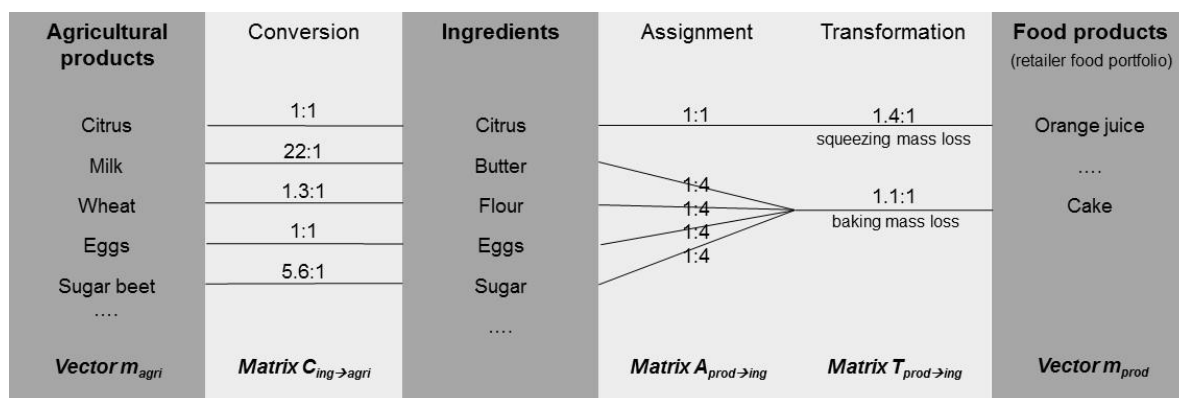 Agricultural products
Conversion
Ingredients
Assignment
Transformation
Food products
(retailer food portfolio)
1:1
1:1
1.4:1
Citrus
Citrus
squeezing mass loss
Orange juice
22:1
Milk
Butter
....
1.3:1
1:4
1.1:1
Wheat
Flour
1:4
baking mass loss
Cake
1:1
1:4
Eggs
Eggs
1:4
5.6:1
Sugar beet
Sugar
....
....
Vector m_agri
Matrix C_ing→agri
Matrix A_prod→ing
Matrix T_prod→ing
Vector m_prod